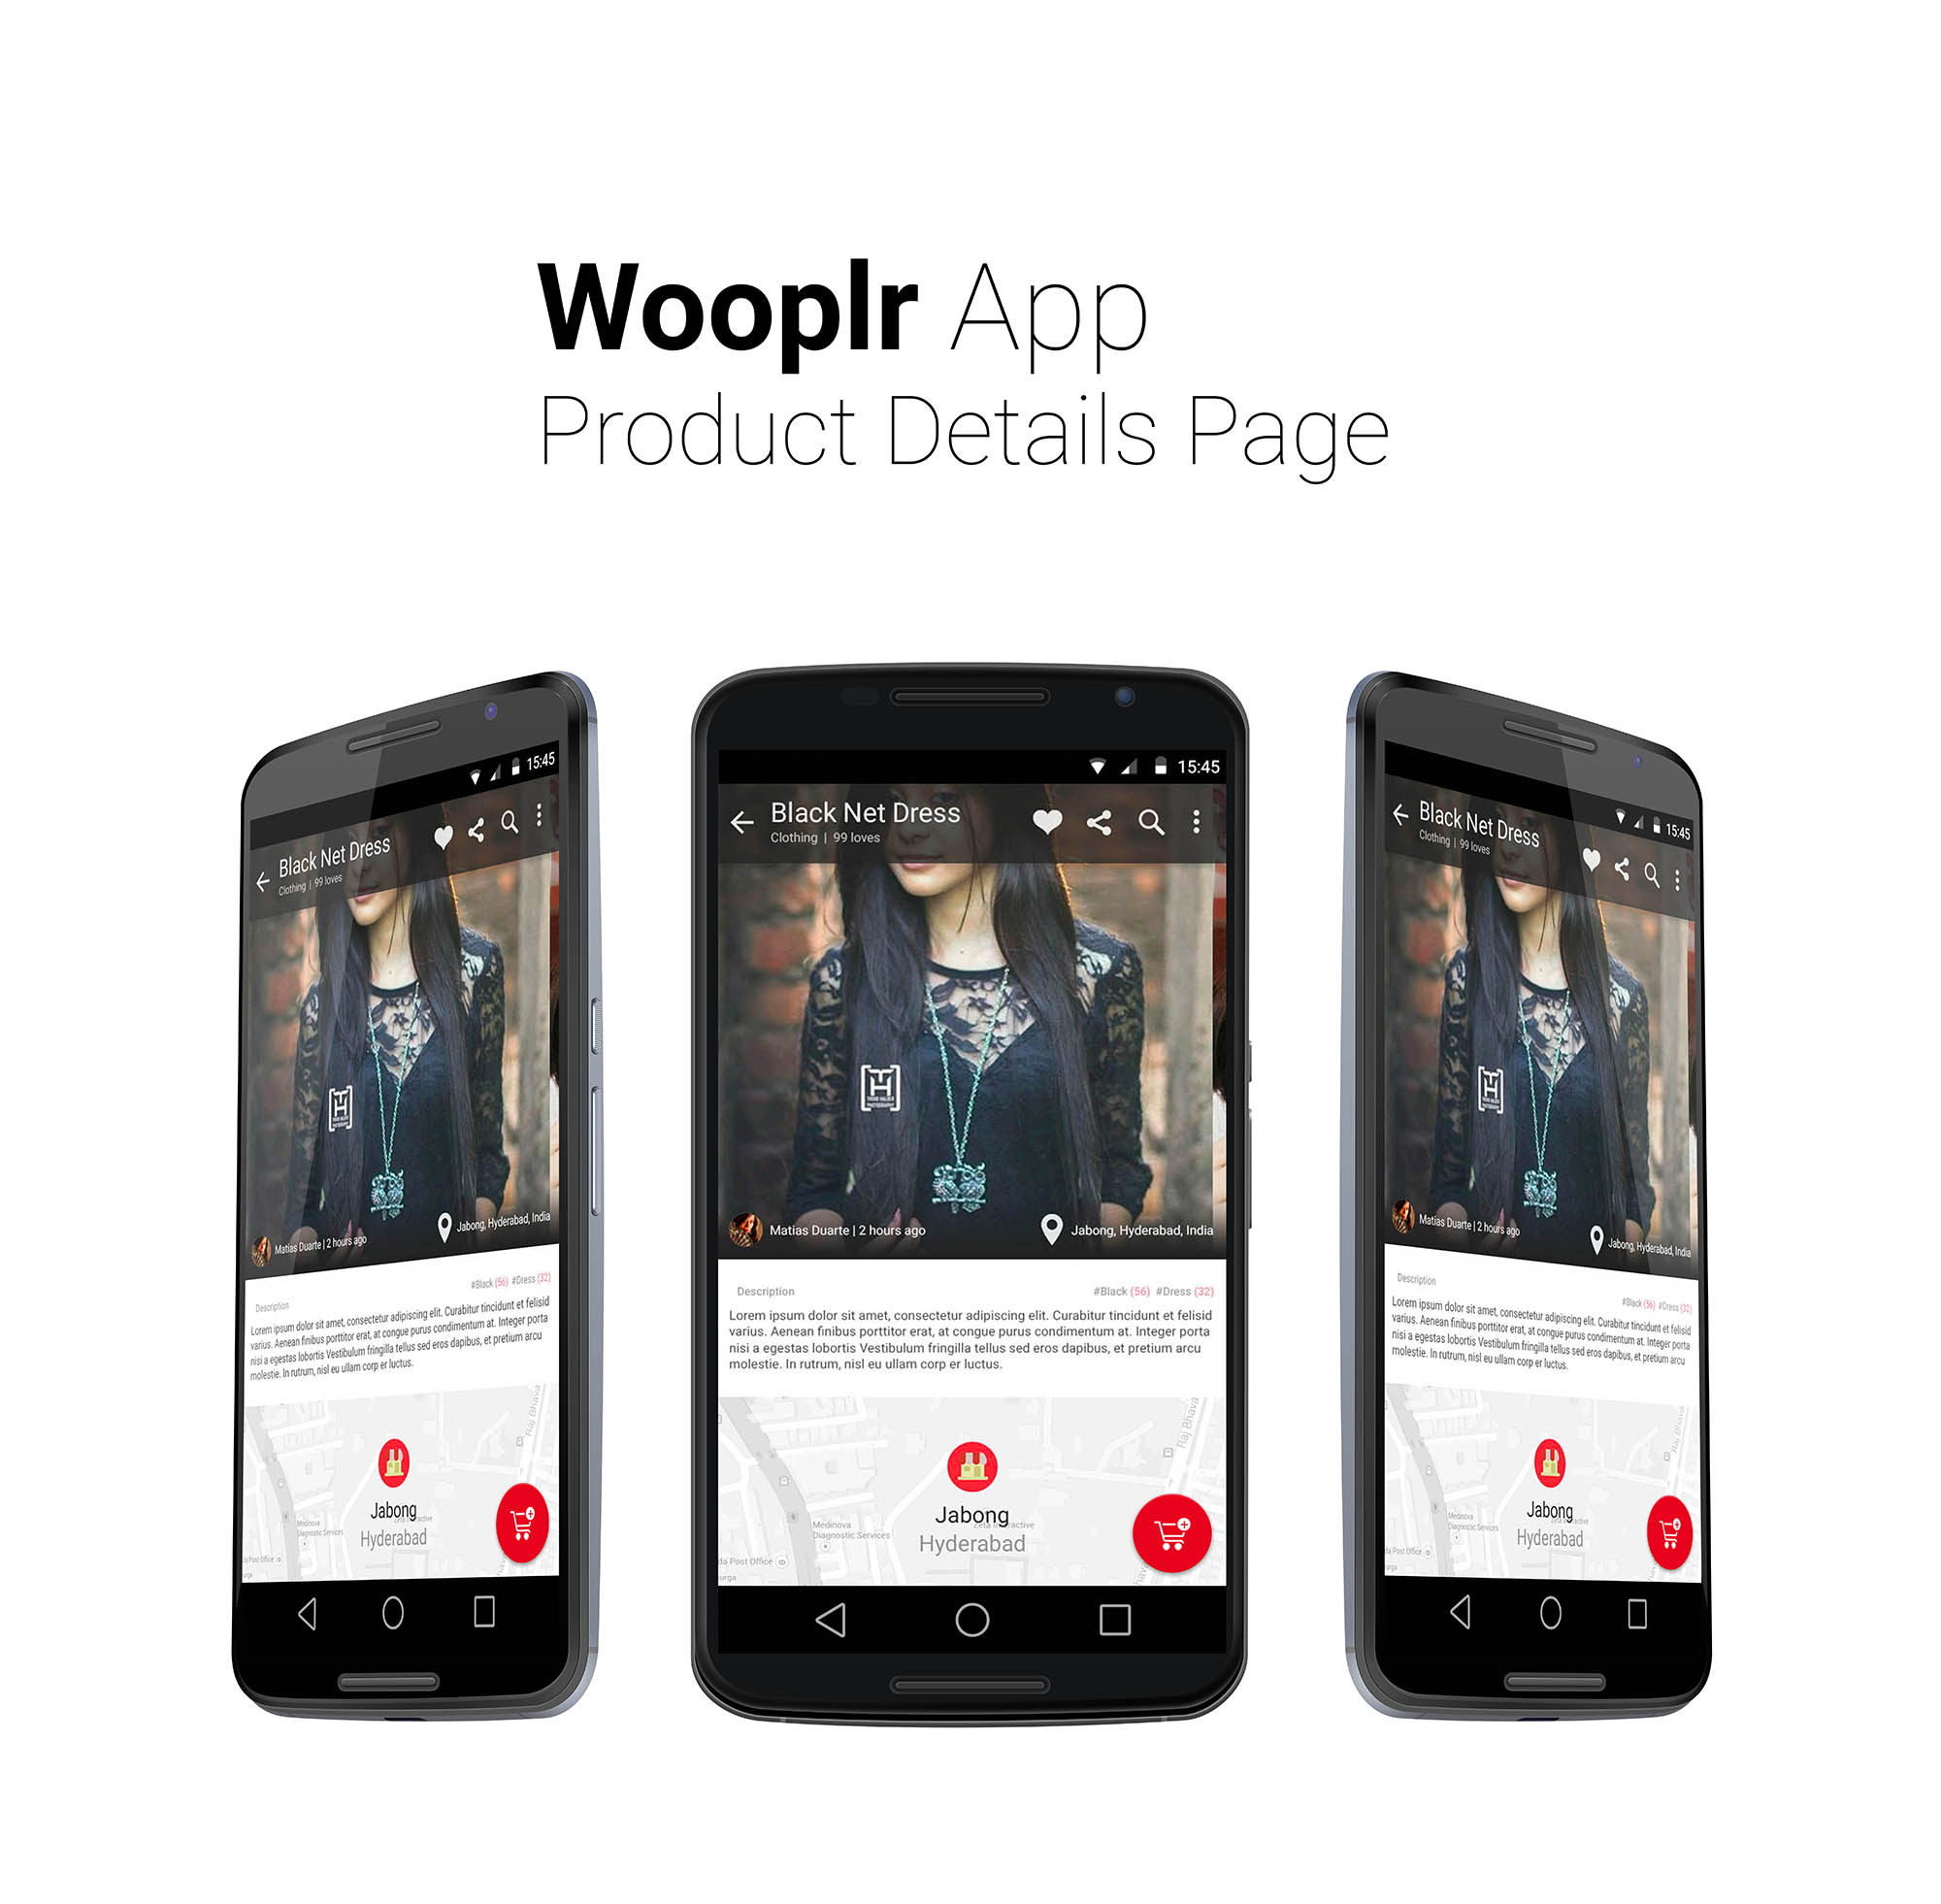 Wooplr App
Product Details Page
15:45
Black Net Dress
Clothing | 99 loves
Matias Duarte | 2 hours ago
Jabong, Hyderabad, India
Description
#Black (56) #Dress (32)
Lorem ipsum dolor sit amet, consectetur adipiscing elit. Curabitur tincidunt et felisid
varius. Aenean finibus porttitor erat, at congue purus condimentum at. Integer porta
nisi a egestas lobortis Vestibulum fringilla tellus sed eros dapibus, et pretium arcu
molestie. In rutrum, nisl eu ullam corp er luctus.
Jabong
Hyderabad
15:45
Black Net Dress
Clothing | 99 loves
TH
PHOTOGRAPHY
Matias Duarte | 2 hours ago
Jabong, Hyderabad, India
Description
#Black (56) #Dress (32)
Lorem ipsum dolor sit amet, consectetur adipiscing elit. Curabitur tincidunt et felisid
varius. Aenean finibus porttitor erat, at congue purus condimentum at. Integer porta
nisi a egestas lobortis Vestibulum fringilla tellus sed eros dapibus, et pretium arcu
molestie. In rutrum, nisl eu ullam corp er luctus.
Raj Bhava
Jabong
Hyderabad
Medinova
Diagnostic Services
da Post Office
15:45
Black Net Dress
Clothing | 99 loves
Matias Duarte | 2 hours ago
Jabong, Hyderabad, India
Description
#Black (56) #Dress (32)
Lorem ipsum dolor sit amet, consectetur adipiscing elit. Curabitur tincidunt et felisid
varius. Aenean finibus porttitor erat, at congue purus condimentum at. Integer porta
nisi a egestas lobortis Vestibulum fringilla tellus sed eros dapibus, et pretium arcu
molestie. In rutrum, nisl eu ullam corp er luctus.
Jabong
Hyderabad